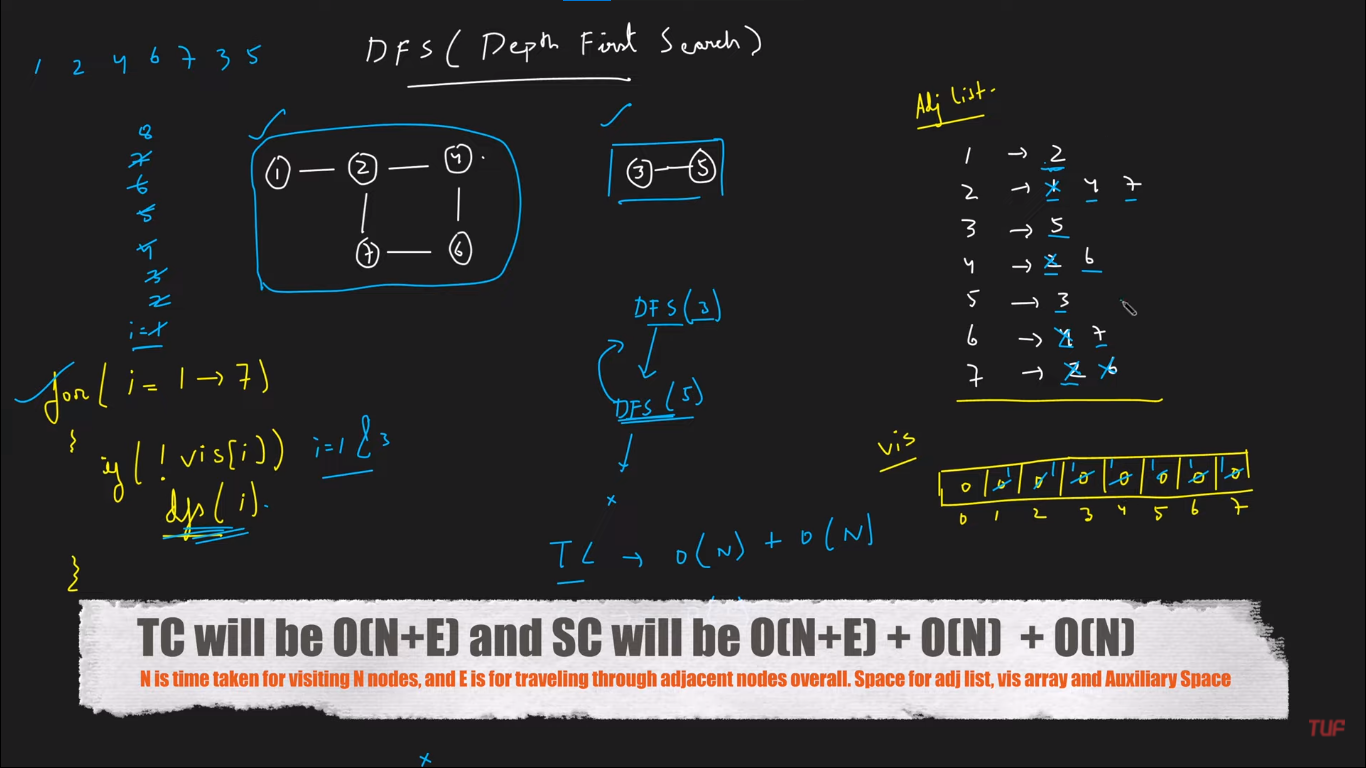 DFS ( Depth First Search )
1 2 4 6 7 3 5
8
7
6
5
4
3
2
i = 1
1 2 4
7 6
3 5
Adj list.
1 → 2
2 → 1 4 7
3 → 5
4 → 2 6
5 → 3
6 → 4 7
7 → 2 6
DFS ( 3 )
DFS ( 5 )
x
for ( i = 1 → 7 )
{
if ( ! vis[i] ) i = 1 & 3
dfs ( i ).
}
vis
0 0 0 0 0 0 0 0
1 1 1 1 1 1 1
0 1 2 3 4 5 6 7
TC → O(N) + O(N)
TC will be O(N+E) and SC will be O(N+E) + O(N) + O(N)
N is time taken for visiting N nodes, and E is for traveling through adjacent nodes overall. Space for adj list, vis array and Auxiliary Space
TUF
x